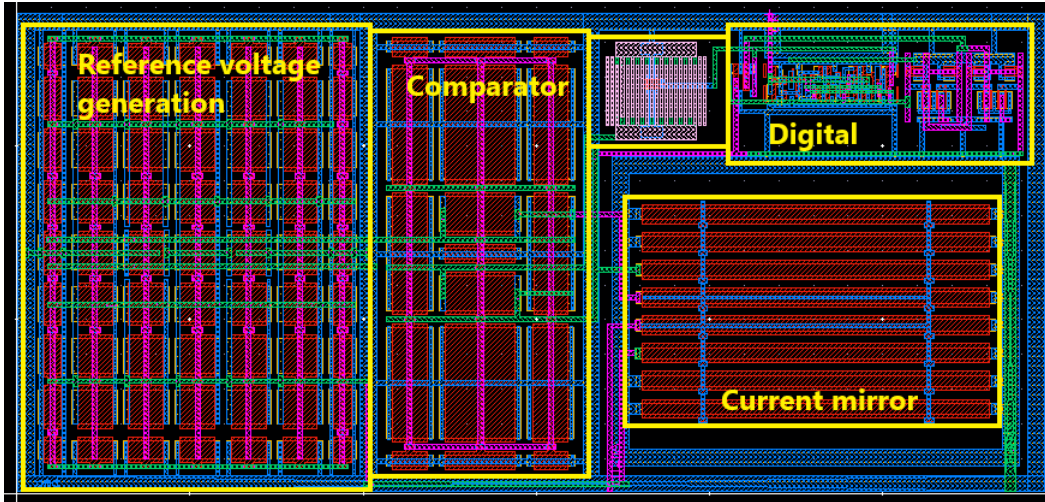 Reference voltage
generation
Comparator
Digital
Current mirror